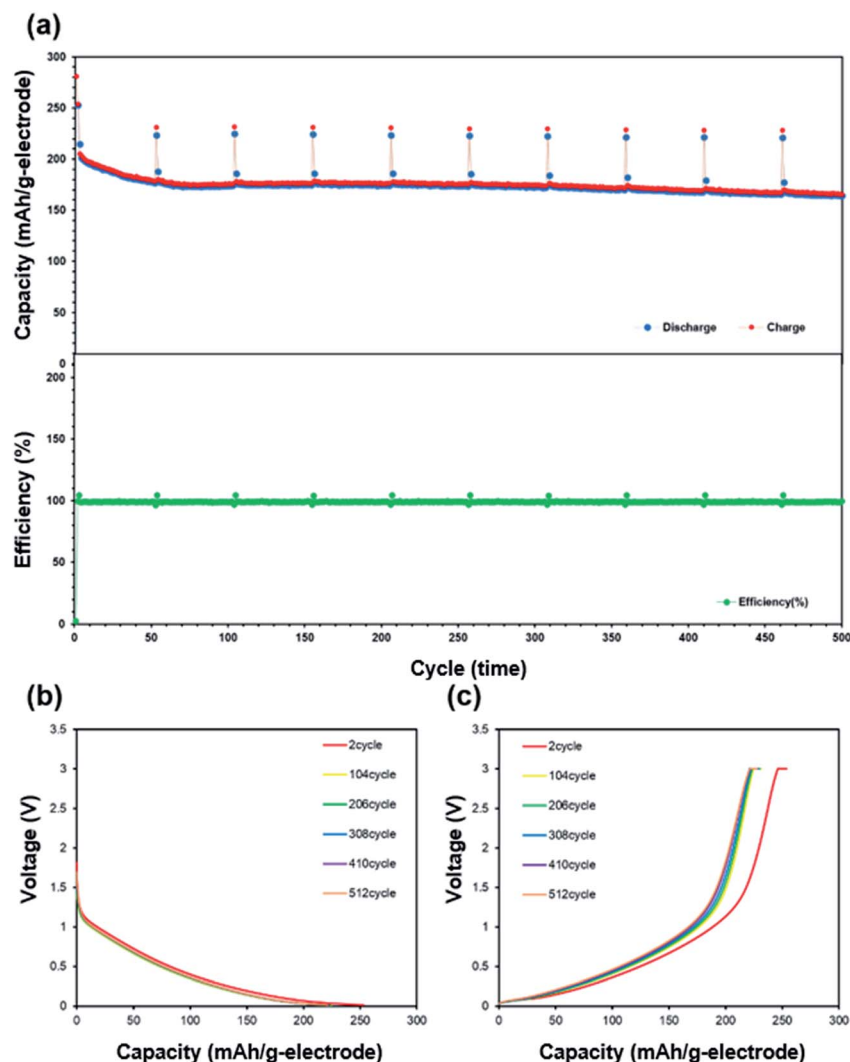 (a)
300
250
200
150
100
50
0
Capacity (mAh/g-electrode)
Discharge Charge
200
150
100
50
0
Efficiency (%)
Efficiency(%)
0 50 100 150 200 250 300 350 400 450 500
Cycle (time)
(b)
3.5
3
2.5
2
1.5
1
0.5
0
Voltage (V)
2cycle
104cycle
206cycle
308cycle
410cycle
512cycle
0 50 100 150 200 250 300
Capacity (mAh/g-electrode)
(c)
3.5
3
2.5
2
1.5
1
0.5
0
Voltage (V)
2cycle
104cycle
206cycle
308cycle
410cycle
512cycle
0 50 100 150 200 250 300
Capacity (mAh/g-electrode)